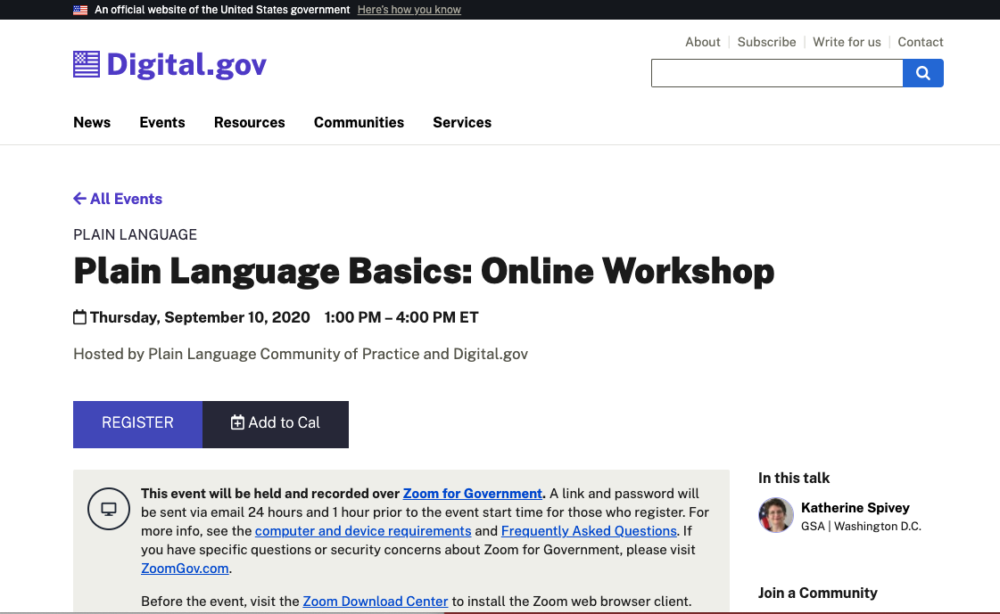 An official website of the United States government Here's how you know
About Subscribe Write for us Contact
Digital.gov
News Events Resources Communities Services
All Events
PLAIN LANGUAGE
Plain Language Basics: Online Workshop
Thursday, September 10, 2020 1:00 PM – 4:00 PM ET
Hosted by Plain Language Community of Practice and Digital.gov
REGISTER Add to Cal
This event will be held and recorded over Zoom for Government. A link and password will
be sent via email 24 hours and 1 hour prior to the event start time for those who register. For
more info, see the computer and device requirements and Frequently Asked Questions. If
you have specific questions or security concerns about Zoom for Government, please visit
ZoomGov.com.
Before the event, visit the Zoom Download Center to install the Zoom web browser client.
In this talk
Katherine Spivey
GSA | Washington D.C.
Join a Community